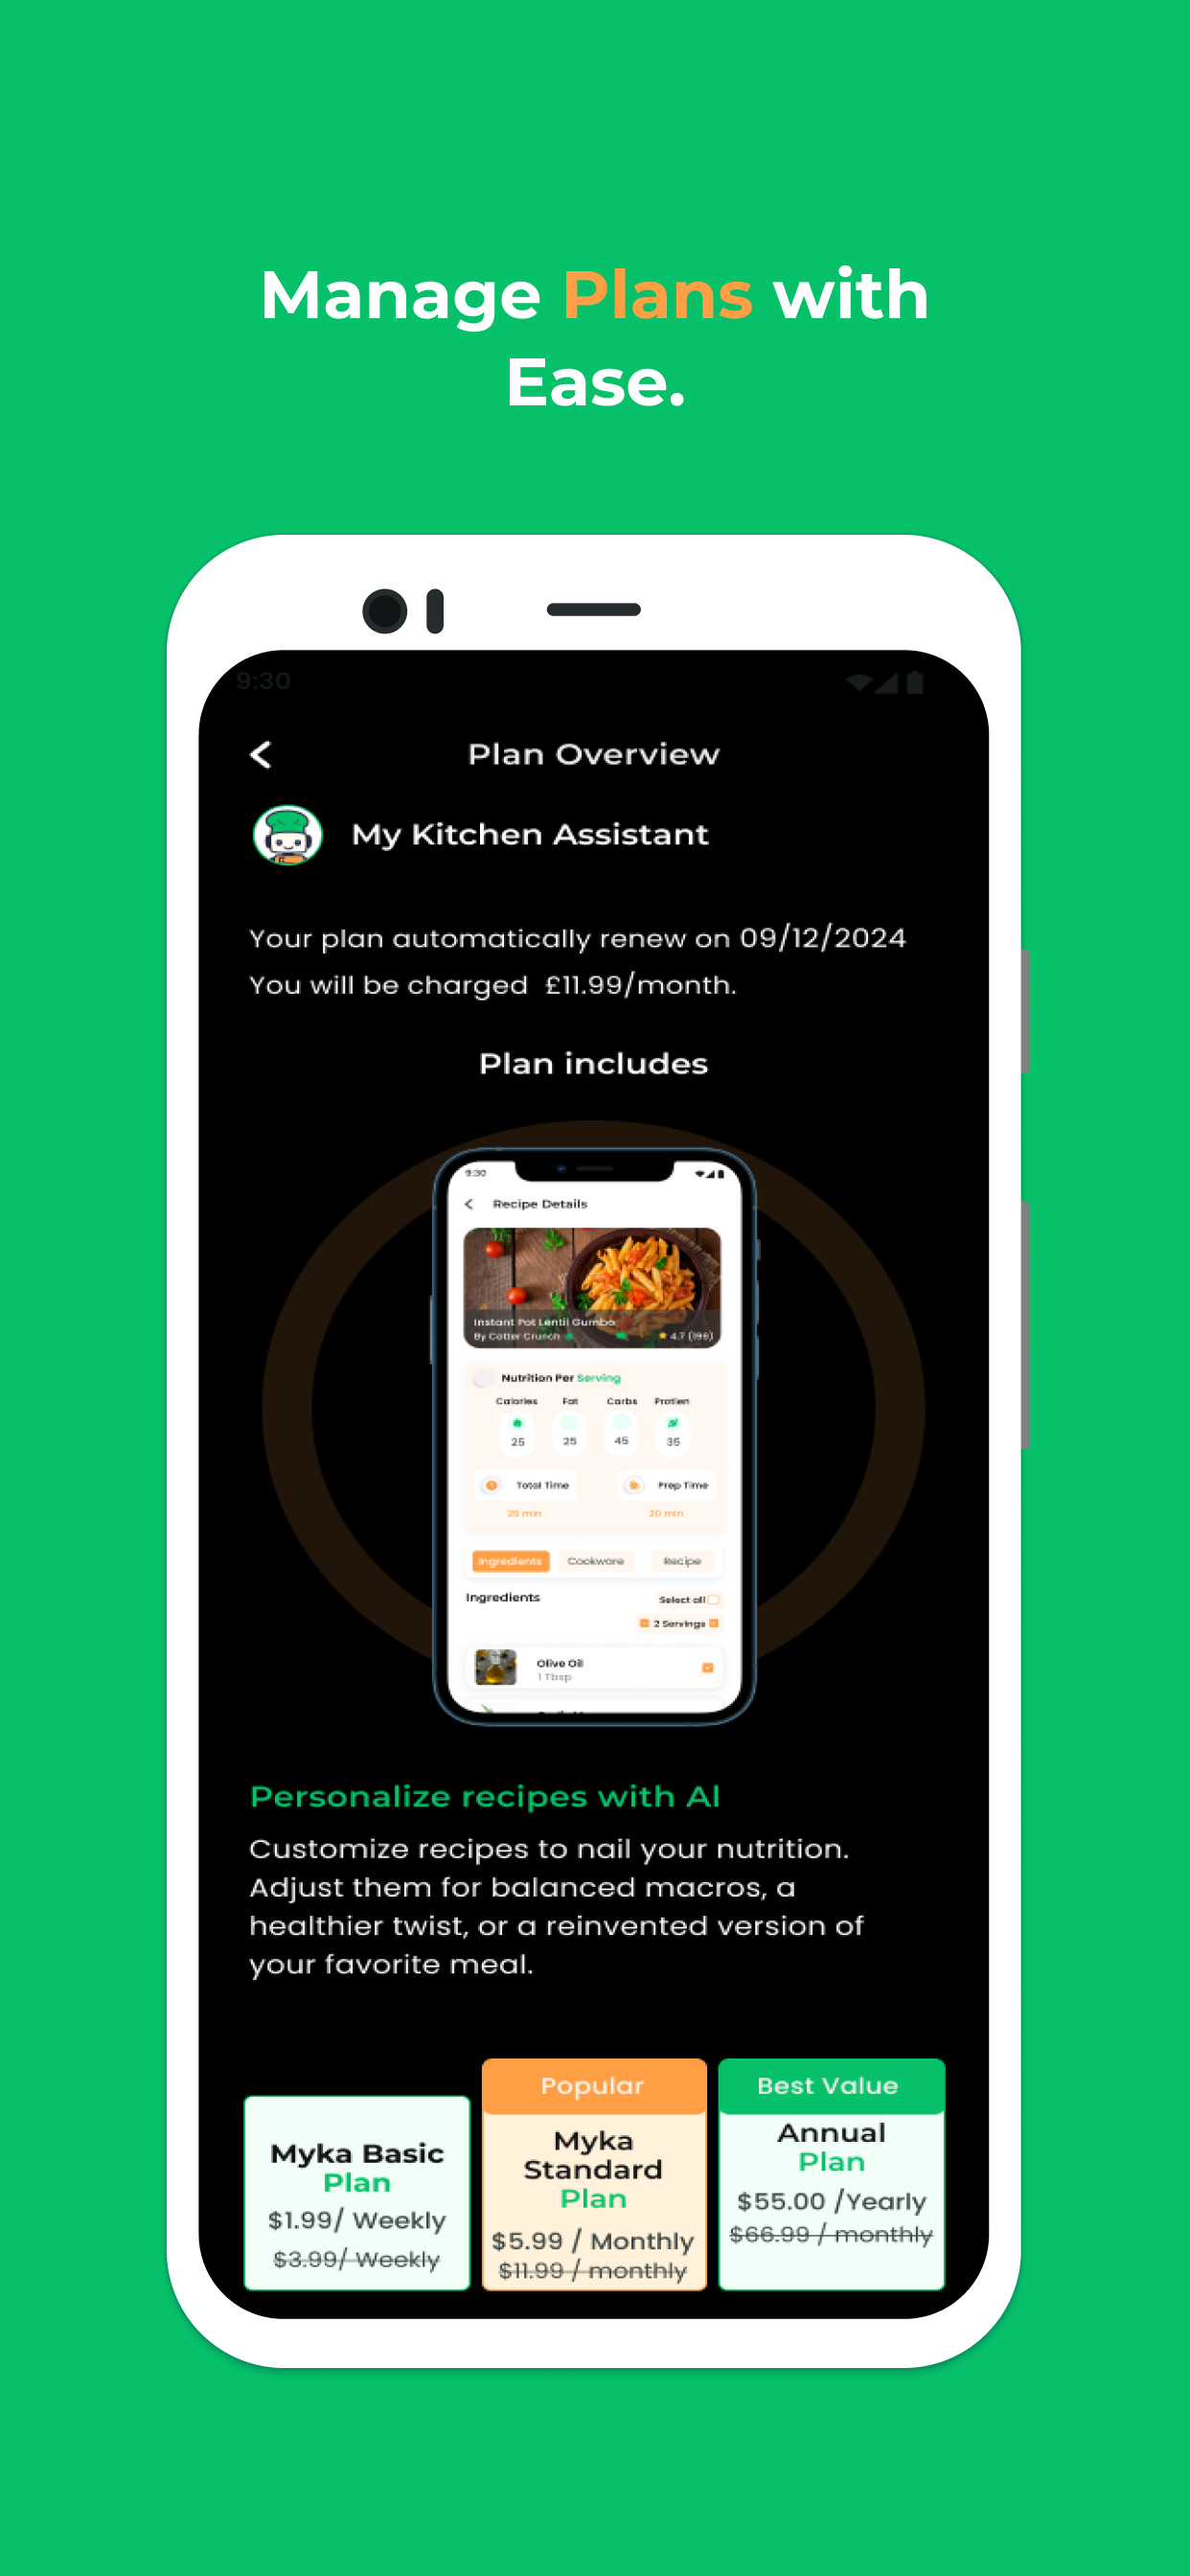 Manage Plans with
Ease.
9:30
Plan Overview
My Kitchen Assistant
Your plan automatically renew on 09/12/2024
You will be charged £11.99/month.
Plan includes
9:30
Recipe Details
Instant Pot Lentil Gumbo
By Cotter Crunch
4.7 (199)
Nutrition Per Serving
Calories Fat Carbs Protien
25 25 45 35
Total Time Prep Time
25 min 20 min
Ingredients Cookware Recipe
Ingredients
Select all
2 Servings
Olive Oil
1 Tbsp
Personalize recipes with AI
Customize recipes to nail your nutrition.
Adjust them for balanced macros, a
healthier twist, or a reinvented version of
your favorite meal.
Myka Basic
Plan
$1.99/ Weekly
$3.99/ Weekly
Popular
Myka
Standard
Plan
$5.99 / Monthly
$11.99 / monthly
Best Value
Annual
Plan
$55.00 /Yearly
$66.99 / monthly